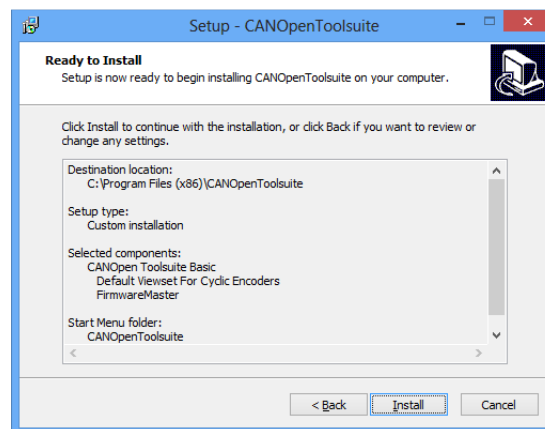 Setup - CANOpenToolsuite
Ready to Install
Setup is now ready to begin installing CANOpenToolsuite on your computer.
Click Install to continue with the installation, or click Back if you want to review or
change any settings.
Destination location:
C:\Program Files (x86)\CANOpenToolsuite
Setup type:
Custom installation
Selected components:
CANOpen Toolsuite Basic
Default Viewset For Cyclic Encoders
FirmwareMaster
Start Menu folder:
CANOpenToolsuite
< Back
Install
Cancel